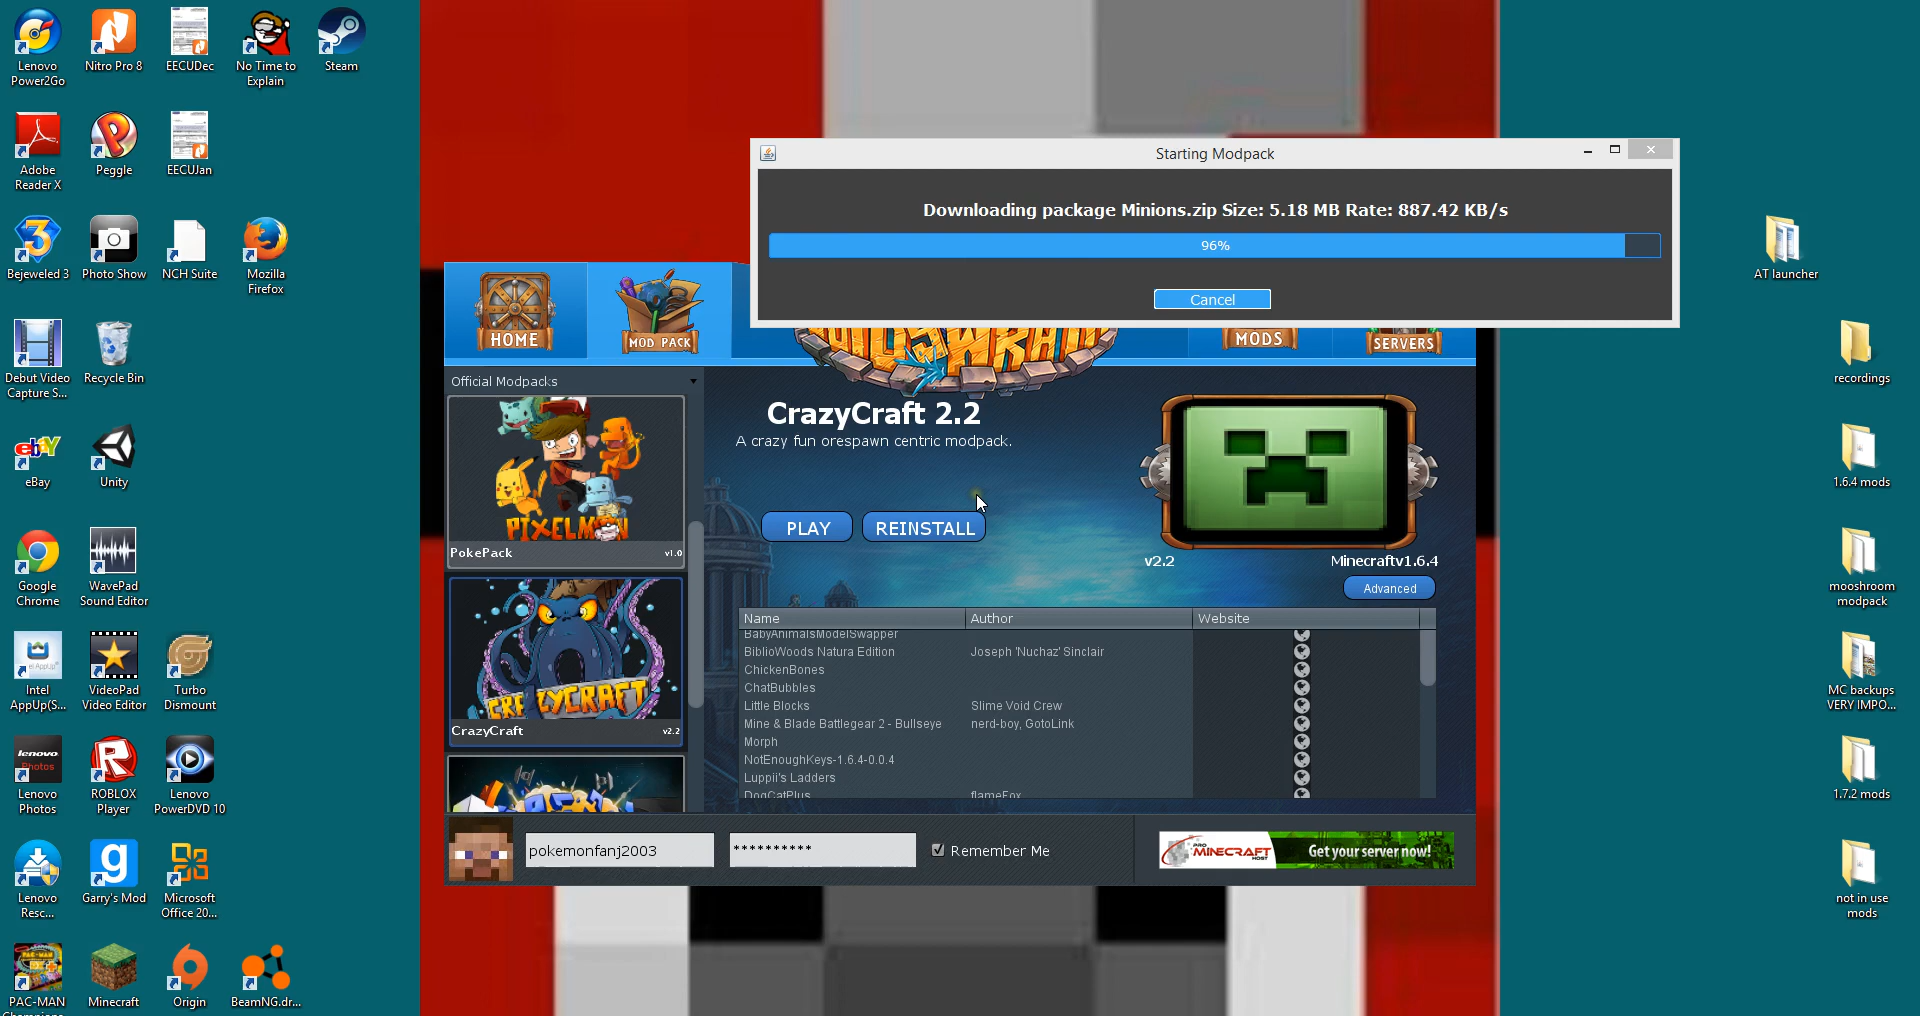 Lenovo
Power2Go
Nitro Pro 8
EECUDec
No Time to
Explain
Steam
Adobe
Reader X
Peggle
EECUJan
Bejeweled 3
Photo Show
NCH Suite
Mozilla
Firefox
Debut Video
Capture S...
Recycle Bin
eBay
Unity
Google
Chrome
WavePad
Sound Editor
Intel
AppUp(S...
VideoPad
Video Editor
Turbo
Dismount
lenovo
Photos
Lenovo
Photos
ROBLOX
Player
Lenovo
PowerDVD 10
Lenovo
Resc...
Garry's Mod
Microsoft
Office 20...
PAC-MAN
Minecraft
Origin
BeamNG.dr...
Starting Modpack
Downloading package Minions.zip Size: 5.18 MB Rate: 887.42 KB/s
96%
Cancel
HOME
MOD PACK
MODS
SERVERS
Official Modpacks
PIXELMON
PokePack
v1.0
CRAZYCRAFT
CrazyCraft
v2.2
CrazyCraft 2.2
A crazy fun orespawn centric modpack.
PLAY
REINSTALL
v2.2
Minecraftv1.6.4
Advanced
Name Author Website
BabyAnimalsModelSwapper
BiblioWoods Natura Edition Joseph 'Nuchaz' Sinclair
ChickenBones
ChatBubbles
Little Blocks Slime Void Crew
Mine & Blade Battlegear 2 - Bullseye nerd-boy, GotoLink
Morph
NotEnoughKeys-1.6.4-0.0.4
Luppii's Ladders
DogCatPlus flameFox
pokemonfanj2003
**********
Remember Me
PRO
MINECRAFT
HOST
Get your server now!
AT launcher
recordings
1.6.4 mods
mooshroom
modpack
MC backups
VERY IMPO...
1.7.2 mods
not in use
mods